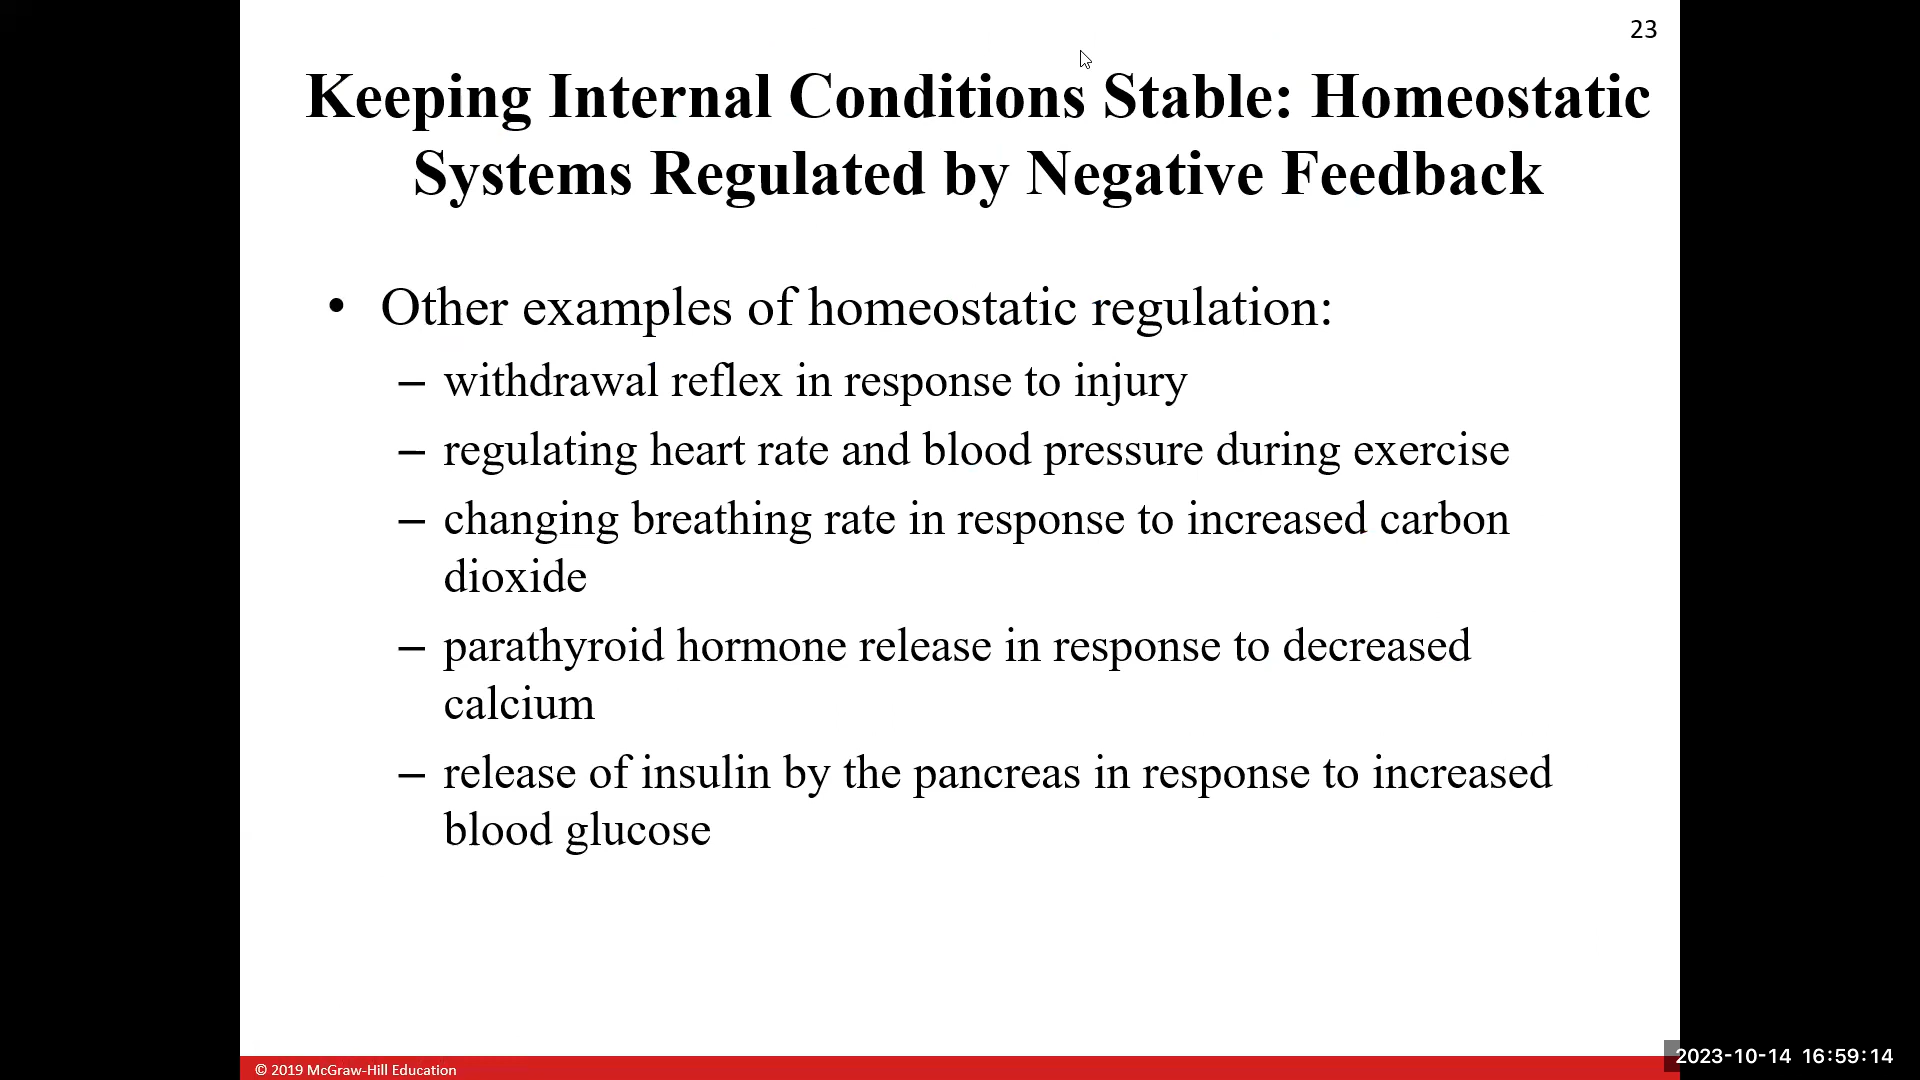 23
Keeping Internal Conditions Stable: Homeostatic
Systems Regulated by Negative Feedback
• Other examples of homeostatic regulation:
– withdrawal reflex in response to injury
– regulating heart rate and blood pressure during exercise
– changing breathing rate in response to increased carbon
dioxide
– parathyroid hormone release in response to decreased
calcium
– release of insulin by the pancreas in response to increased
blood glucose
© 2019 McGraw-Hill Education
2023-10-14 16:59:14